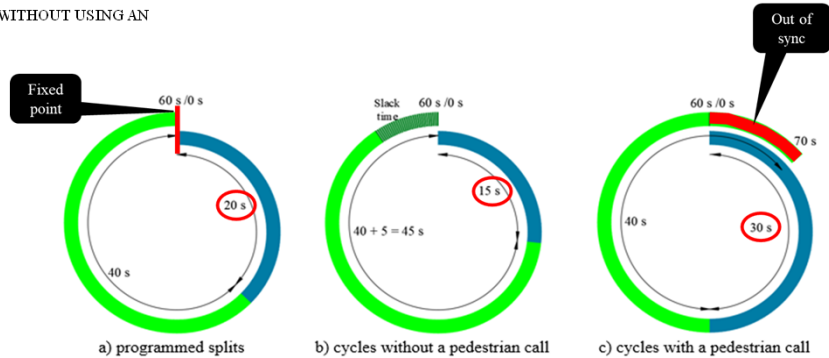 WITHOUT USING AN
Out of
sync
Fixed
point
60 s /0 s
Slack
time
60 s /0 s
60 s /0 s
70 s
20 s
15 s
40 s
40 + 5 = 45 s
40 s
30 s
a) programmed splits
b) cycles without a pedestrian call
c) cycles with a pedestrian call